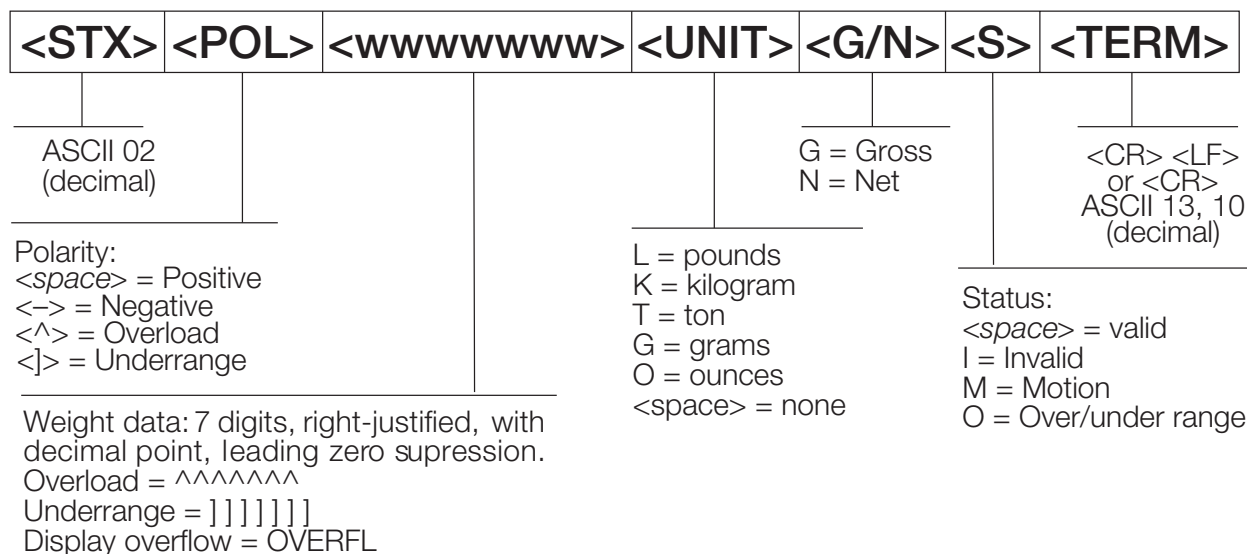 <STX> <POL> <wwwwwww> <UNIT> <G/N> <S> <TERM>
ASCII 02
(decimal)
Polarity:
<space> = Positive
<–> = Negative
<^> = Overload
<]> = Underrange
Weight data: 7 digits, right-justified, with
decimal point, leading zero supression.
Overload = ^^^^^^^
Underrange = ] ] ] ] ] ] ]
Display overflow = OVERFL
L = pounds
K = kilogram
T = ton
G = grams
O = ounces
<space> = none
G = Gross
N = Net
Status:
<space> = valid
I = Invalid
M = Motion
O = Over/under range
<CR> <LF>
or <CR>
ASCII 13, 10
(decimal)